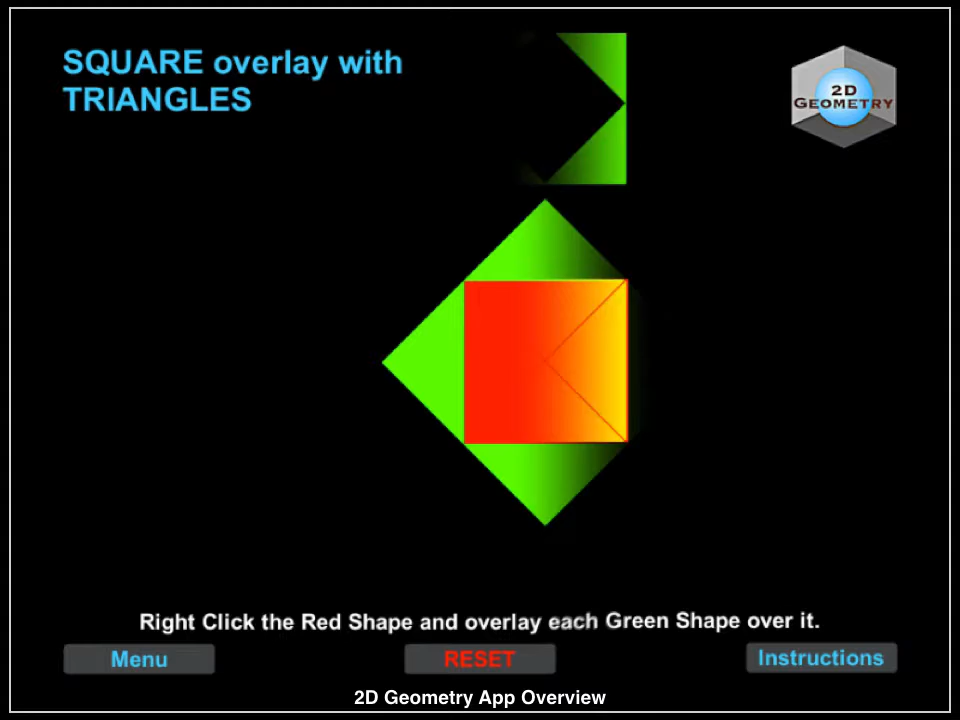 SQUARE overlay with
TRIANGLES
2D
GEOMETRY
Right Click the Red Shape and overlay each Green Shape over it.
Menu
RESET
Instructions
2D Geometry App Overview